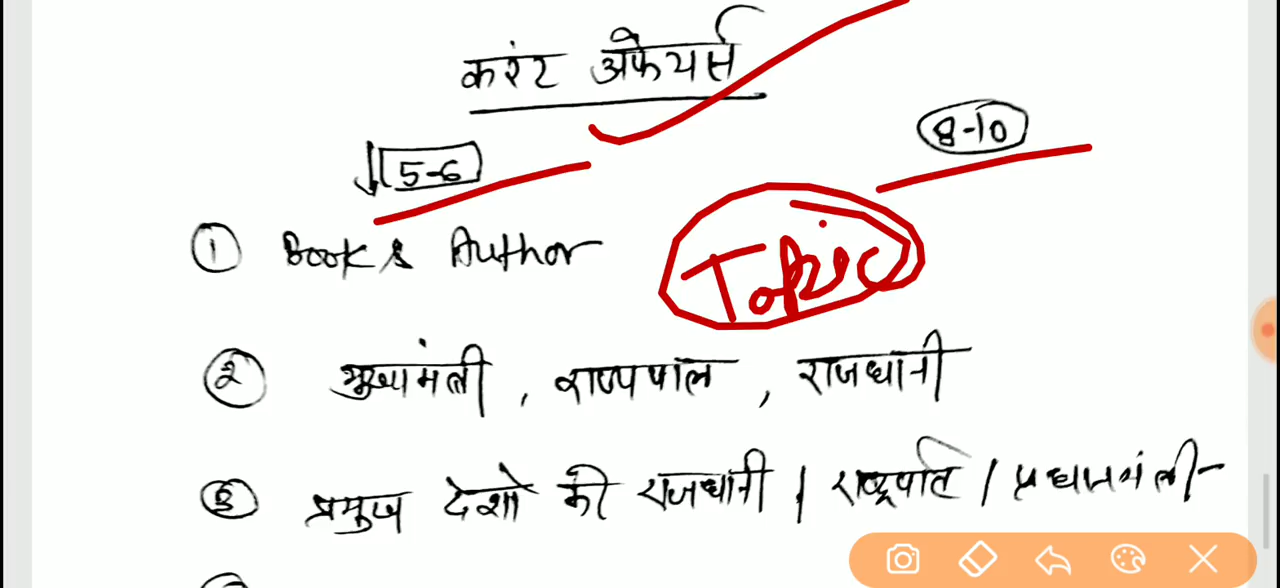 करंट अफेयर्स
5-6 8-10
① Book & Author Topic
② मुख्यमंत्री, राज्यपाल, राजधानी
③ प्रमुख देशो की राजधानी / राष्ट्रपति / प्रधानमंत्री-